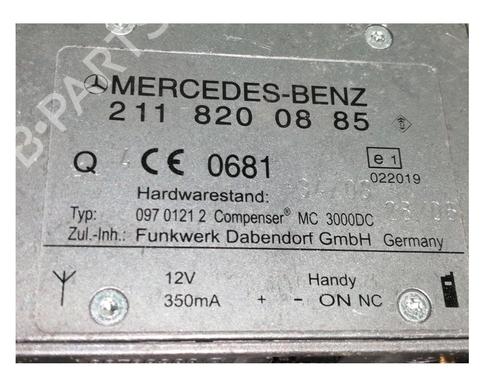 B-PARTS
MERCEDES-BENZ
211 820 08 85
Q CE 0681 e1
022019
Hardwarestand:
Typ: 097 0121 2 Compenser® MC 3000DC
Zul.-Inh.: Funkwerk Dabendorf GmbH Germany
12V Handy
350mA + - ON NC